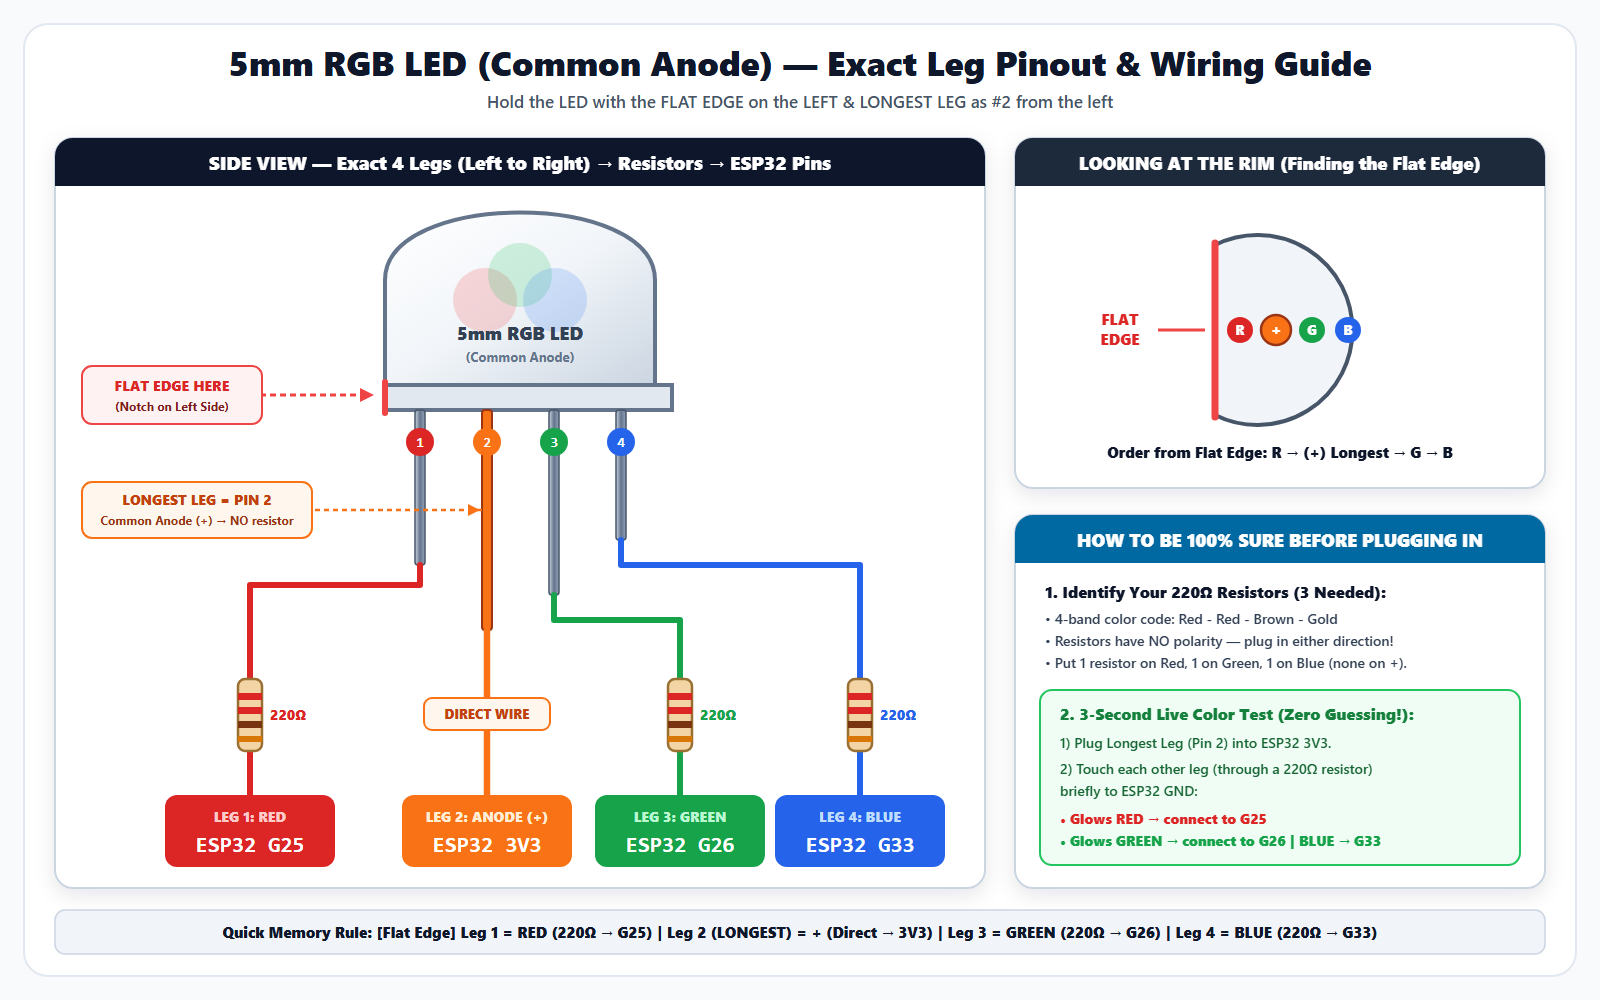 5mm RGB LED (Common Anode) — Exact Leg Pinout & Wiring Guide
Hold the LED with the FLAT EDGE on the LEFT & LONGEST LEG as #2 from the left
SIDE VIEW — Exact 4 Legs (Left to Right) → Resistors → ESP32 Pins
5mm RGB LED
(Common Anode)
FLAT EDGE HERE
(Notch on Left Side)
1
2
3
4
LONGEST LEG = PIN 2
Common Anode (+) → NO resistor
220Ω
DIRECT WIRE
220Ω
220Ω
LEG 1: RED
ESP32 G25
LEG 2: ANODE (+)
ESP32 3V3
LEG 3: GREEN
ESP32 G26
LEG 4: BLUE
ESP32 G33
LOOKING AT THE RIM (Finding the Flat Edge)
FLAT
EDGE
R
+
G
B
Order from Flat Edge: R → (+) Longest → G → B
HOW TO BE 100% SURE BEFORE PLUGGING IN
1. Identify Your 220Ω Resistors (3 Needed):
• 4-band color code: Red - Red - Brown - Gold
• Resistors have NO polarity — plug in either direction!
• Put 1 resistor on Red, 1 on Green, 1 on Blue (none on +).
2. 3-Second Live Color Test (Zero Guessing!):
1) Plug Longest Leg (Pin 2) into ESP32 3V3.
2) Touch each other leg (through a 220Ω resistor)
briefly to ESP32 GND:
• Glows RED → connect to G25
• Glows GREEN → connect to G26 | BLUE → G33
Quick Memory Rule: [Flat Edge] Leg 1 = RED (220Ω → G25) | Leg 2 (LONGEST) = + (Direct → 3V3) | Leg 3 = GREEN (220Ω → G26) | Leg 4 = BLUE (220Ω → G33)